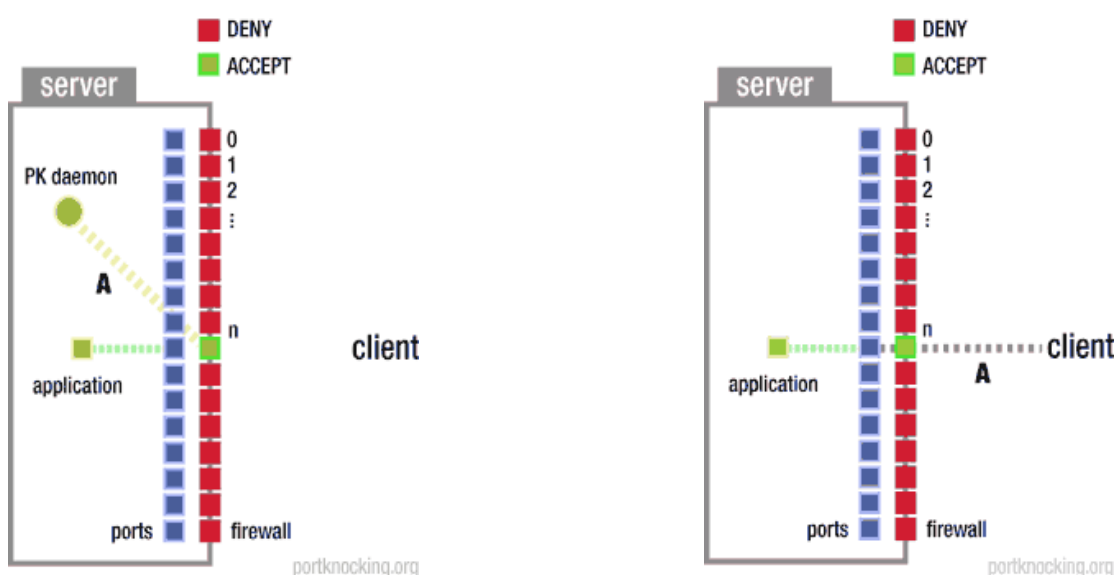 DENY
ACCEPT
server
0
1
PK daemon
2
...
A
n
client
application
ports
firewall
portknocking.org
DENY
ACCEPT
server
0
1
2
...
n
client
A
application
ports
firewall
portknocking.org